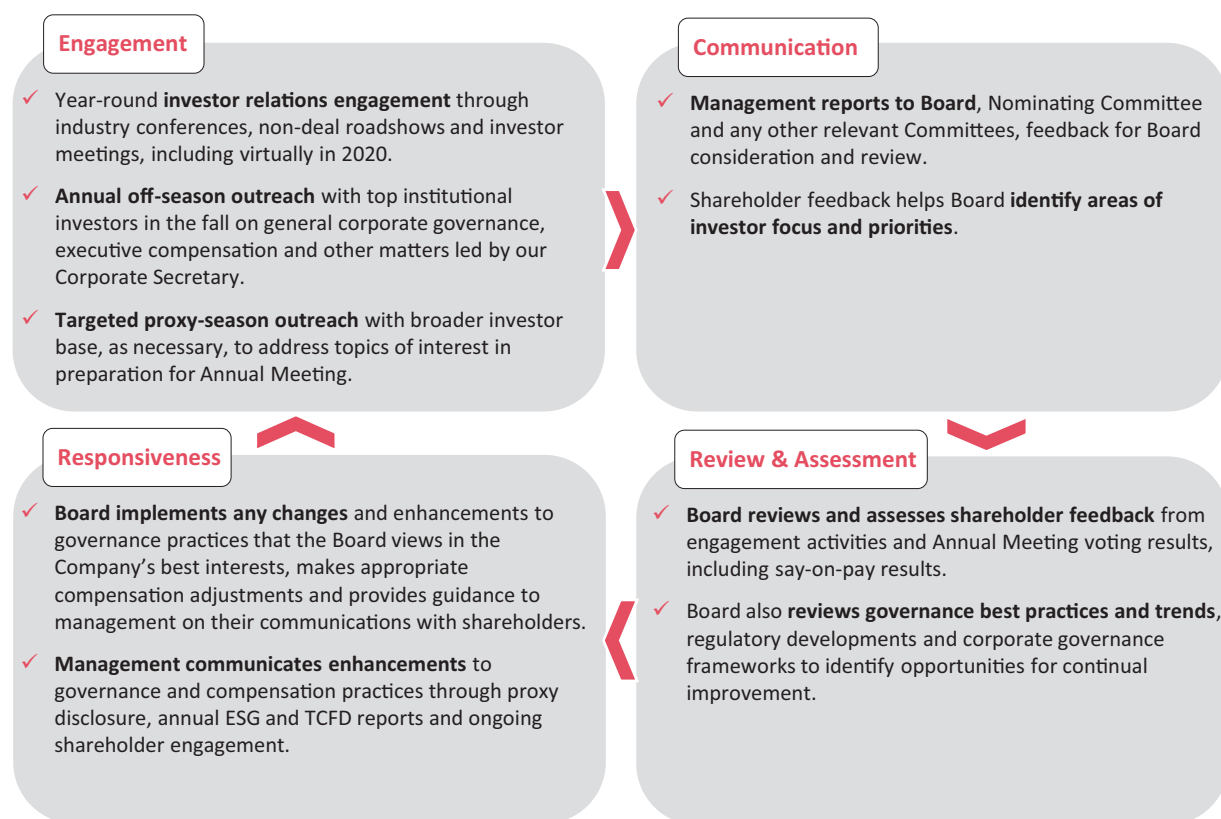 Engagement
✓ Year-round investor relations engagement through
industry conferences, non-deal roadshows and investor
meetings, including virtually in 2020.
✓ Annual off-season outreach with top institutional
investors in the fall on general corporate governance,
executive compensation and other matters led by our
Corporate Secretary.
✓ Targeted proxy-season outreach with broader investor
base, as necessary, to address topics of interest in
preparation for Annual Meeting.
Communication
✓ Management reports to Board, Nominating Committee
and any other relevant Committees, feedback for Board
consideration and review.
✓ Shareholder feedback helps Board identify areas of
investor focus and priorities.
Responsiveness
✓ Board implements any changes and enhancements to
governance practices that the Board views in the
Company’s best interests, makes appropriate
compensation adjustments and provides guidance to
management on their communications with shareholders.
✓ Management communicates enhancements to
governance and compensation practices through proxy
disclosure, annual ESG and TCFD reports and ongoing
shareholder engagement.
Review & Assessment
✓ Board reviews and assesses shareholder feedback from
engagement activities and Annual Meeting voting results,
including say-on-pay results.
✓ Board also reviews governance best practices and trends,
regulatory developments and corporate governance
frameworks to identify opportunities for continual
improvement.